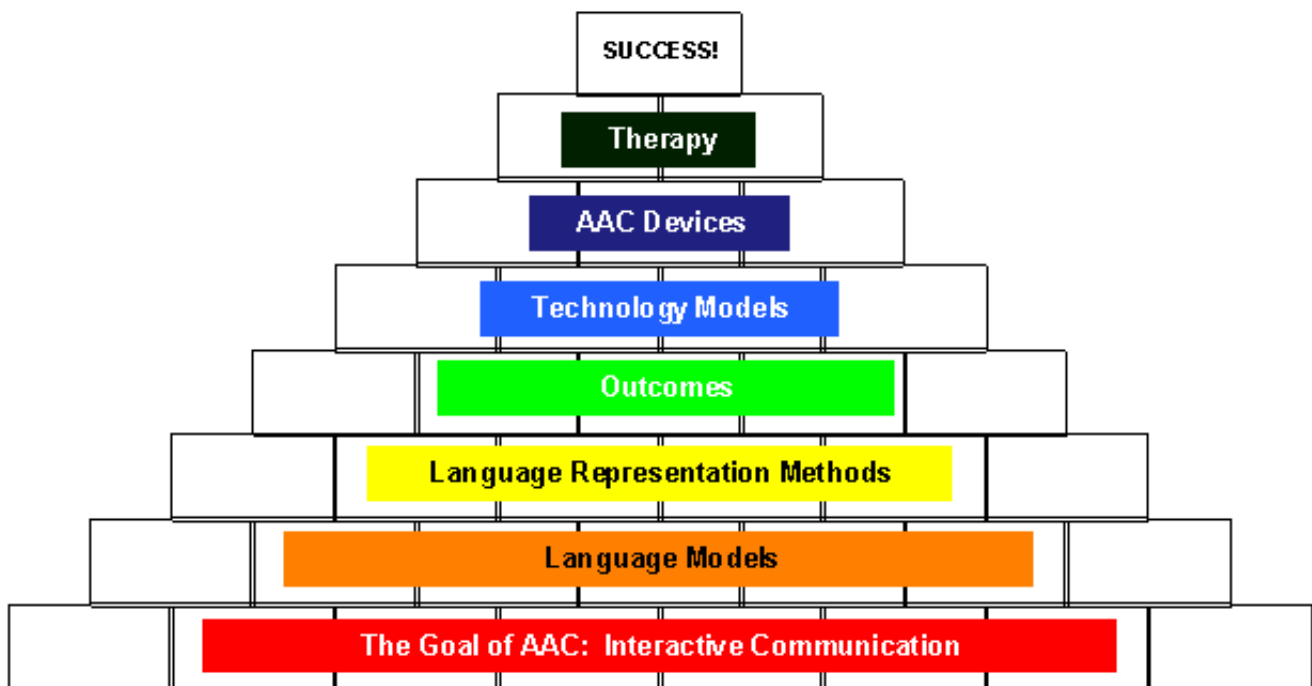 SUCCESS!
Therapy
AAC Devices
Technology Models
Outcomes
Language Representation Methods
Language Models
The Goal of AAC: Interactive Communication